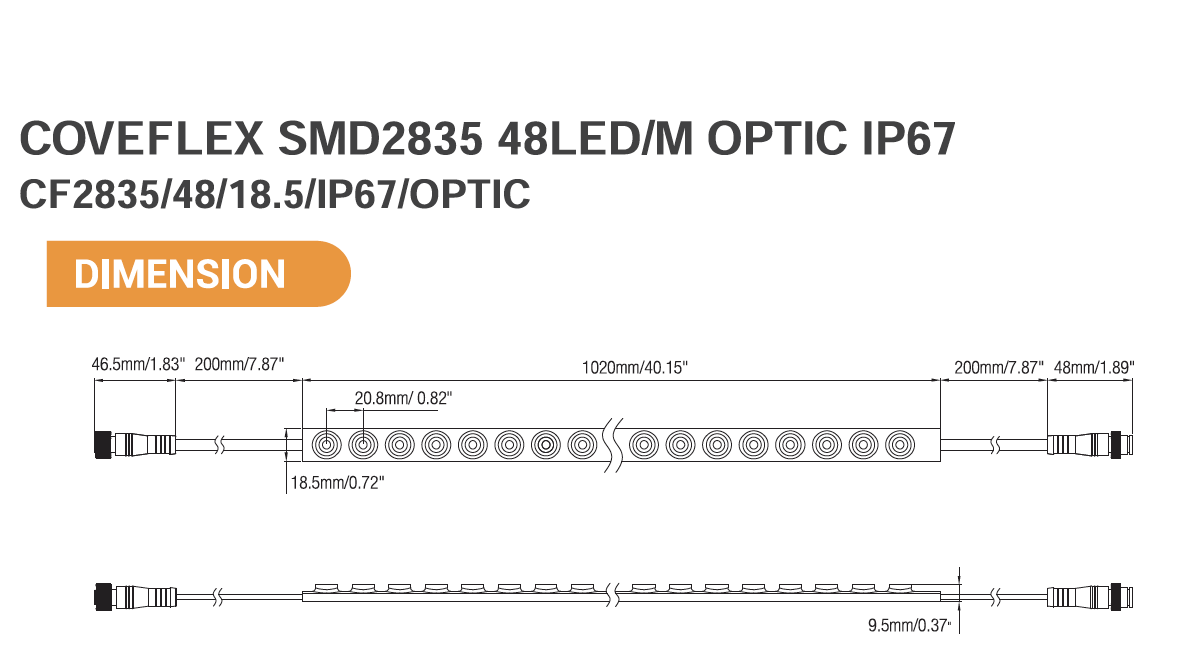 COVEFLEX SMD2835 48LED/M OPTIC IP67
CF2835/48/18.5/IP67/OPTIC
DIMENSION
46.5mm/1.83" 200mm/7.87" 1020mm/40.15" 200mm/7.87" 48mm/1.89"
20.8mm/ 0.82"
18.5mm/0.72"
9.5mm/0.37"